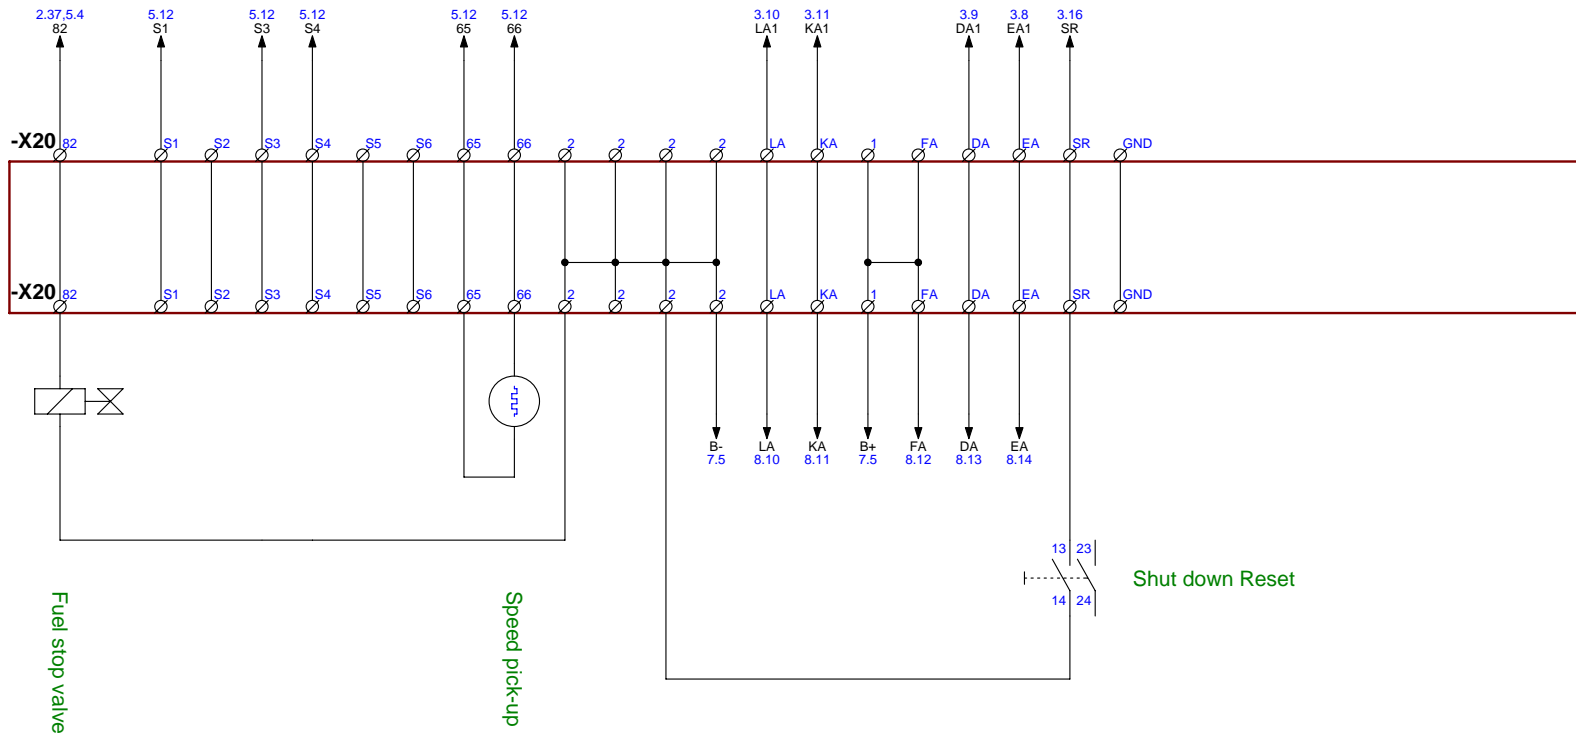 2.37,5.4 5.12 5.12 5.12 5.12 5.12 3.10 3.11 3.9 3.8 3.16
82 S1 S3 S4 65 66 LA1 KA1 DA1 EA1 SR
-X20 82 S1 S2 S3 S4 S5 S6 65 66 2 2 2 2 LA KA 1 FA DA EA SR GND
-X20 82 S1 S2 S3 S4 S5 S6 65 66 2 2 2 2 LA KA 1 FA DA EA SR GND
B- LA KA B+ FA DA EA
7.5 8.10 8.11 7.5 8.12 8.13 8.14
13 23
Shut down Reset
14 24
Fuel stop valve
Speed pick-up